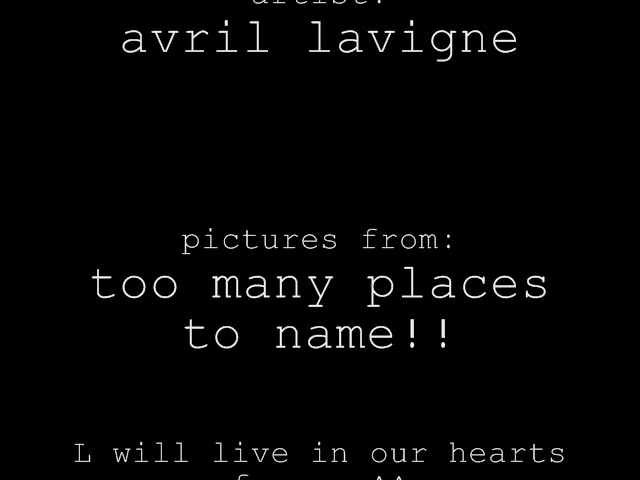 artist:
avril lavigne
pictures from:
too many places
to name!!
L will live in our hearts